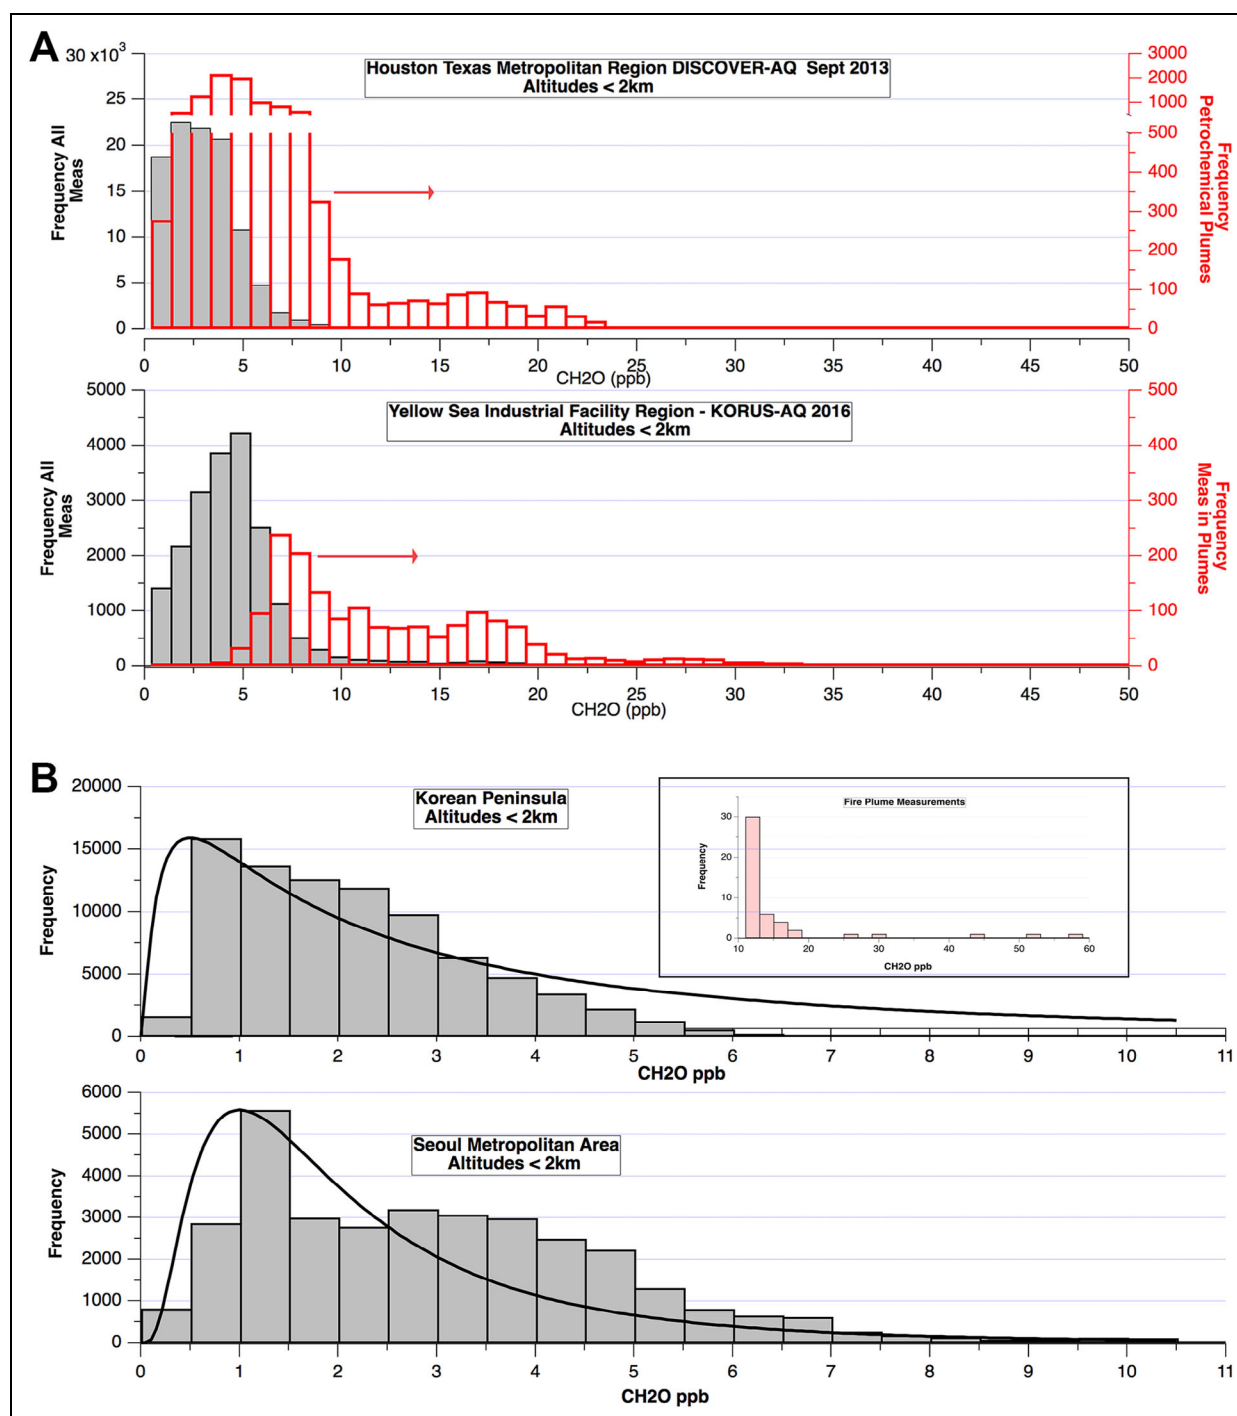 A
Houston Texas Metropolitan Region DISCOVER-AQ Sept 2013
Altitudes < 2km
Frequency All
Meas
30 x10³
25
20
15
10
5
0
3000
2000
1000
500
400
300
200
100
0
Frequency
Petrochemical Plumes
0 5 10 15 20 25 30 35 40 45 50
CH2O (ppb)
Yellow Sea Industrial Facility Region - KORUS-AQ 2016
Altitudes < 2km
Frequency All
Meas
5000
4000
3000
2000
1000
0
500
400
300
200
100
0
Frequency
Meas in Plumes
0 5 10 15 20 25 30 35 40 45 50
CH2O (ppb)
B
Korean Peninsula
Altitudes < 2km
Frequency
20000
15000
10000
5000
0
0 1 2 3 4 5 6 7 8 9 10 11
CH2O ppb
Fire Plume Measurements
Frequency
30
20
10
0
10 20 30 40 50 60
CH2O ppb
Seoul Metropolitan Area
Altitudes < 2km
Frequency
6000
5000
4000
3000
2000
1000
0
0 1 2 3 4 5 6 7 8 9 10 11
CH2O ppb